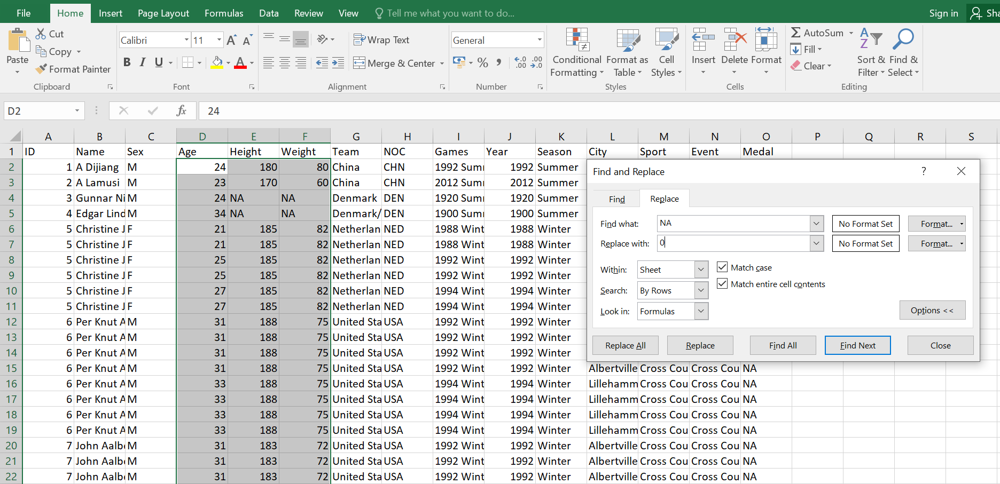 File Home Insert Page Layout Formulas Data Review View Tell me what you want to do... Sign in Sha
Paste Cut Copy Format Painter Clipboard
Calibri 11 A A B I U A Font
Wrap Text Merge & Center Alignment
General % , .0 .00 .00 .0 Number
Conditional Formatting Format as Table Cell Styles Styles
Insert Delete Format Cells
AutoSum Fill Clear Sort & Filter Find & Select Editing
D2 fx 24
A B C D E F G H I J K L M N O P Q R S
1 ID Name Sex Age Height Weight Team NOC Games Year Season City Sport Event Medal
2 1 A Dijiang M 24 180 80 China CHN 1992 Sum 1992 Summer
3 2 A Lamusi M 23 170 60 China CHN 2012 Sum 2012 Summer
4 3 Gunnar Ni M 24 NA NA Denmark DEN 1920 Sum 1920 Summer
5 4 Edgar Lind M 34 NA NA Denmark/ DEN 1900 Sum 1900 Summer
6 5 Christine J F 21 185 82 Netherlan NED 1988 Wint 1988 Winter
7 5 Christine J F 21 185 82 Netherlan NED 1988 Wint 1988 Winter
8 5 Christine J F 25 185 82 Netherlan NED 1992 Wint 1992 Winter
9 5 Christine J F 25 185 82 Netherlan NED 1992 Wint 1992 Winter
10 5 Christine J F 27 185 82 Netherlan NED 1994 Wint 1994 Winter
11 5 Christine J F 27 185 82 Netherlan NED 1994 Wint 1994 Winter
12 6 Per Knut A M 31 188 75 United Sta USA 1992 Wint 1992 Winter
13 6 Per Knut A M 31 188 75 United Sta USA 1992 Wint 1992 Winter
14 6 Per Knut A M 31 188 75 United Sta USA 1992 Wint 1992 Winter
15 6 Per Knut A M 31 188 75 United Sta USA 1992 Wint 1992 Winter Albertville Cross Cou Cross Cou NA
16 6 Per Knut A M 33 188 75 United Sta USA 1994 Wint 1994 Winter Lillehamm Cross Cou Cross Cou NA
17 6 Per Knut A M 33 188 75 United Sta USA 1994 Wint 1994 Winter Lillehamm Cross Cou Cross Cou NA
18 6 Per Knut A M 33 188 75 United Sta USA 1994 Wint 1994 Winter Lillehamm Cross Cou Cross Cou NA
19 6 Per Knut A M 33 188 75 United Sta USA 1994 Wint 1994 Winter Lillehamm Cross Cou Cross Cou NA
20 7 John Aalb M 31 183 72 United Sta USA 1992 Wint 1992 Winter Albertville Cross Cou Cross Cou NA
21 7 John Aalb M 31 183 72 United Sta USA 1992 Wint 1992 Winter Albertville Cross Cou Cross Cou NA
22 7 John Aalb M 31 183 72 United Sta USA 1992 Wint 1992 Winter Albertville Cross Cou Cross Cou NA
Find and Replace ?
Find Replace
Find what: NA No Format Set Format...
Replace with: 0 No Format Set Format...
Within: Sheet Match case
Match entire cell contents
Search: By Rows
Look in: Formulas Options <<
Replace All Replace Find All Find Next Close